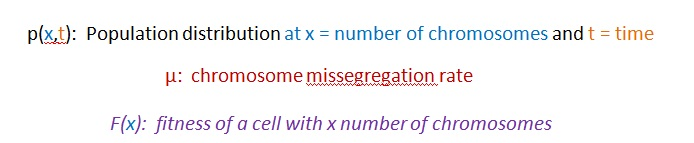 p(x,t): Population distribution at x = number of chromosomes and t = time
μ: chromosome missegregation rate
F(x): fitness of a cell with x number of chromosomes